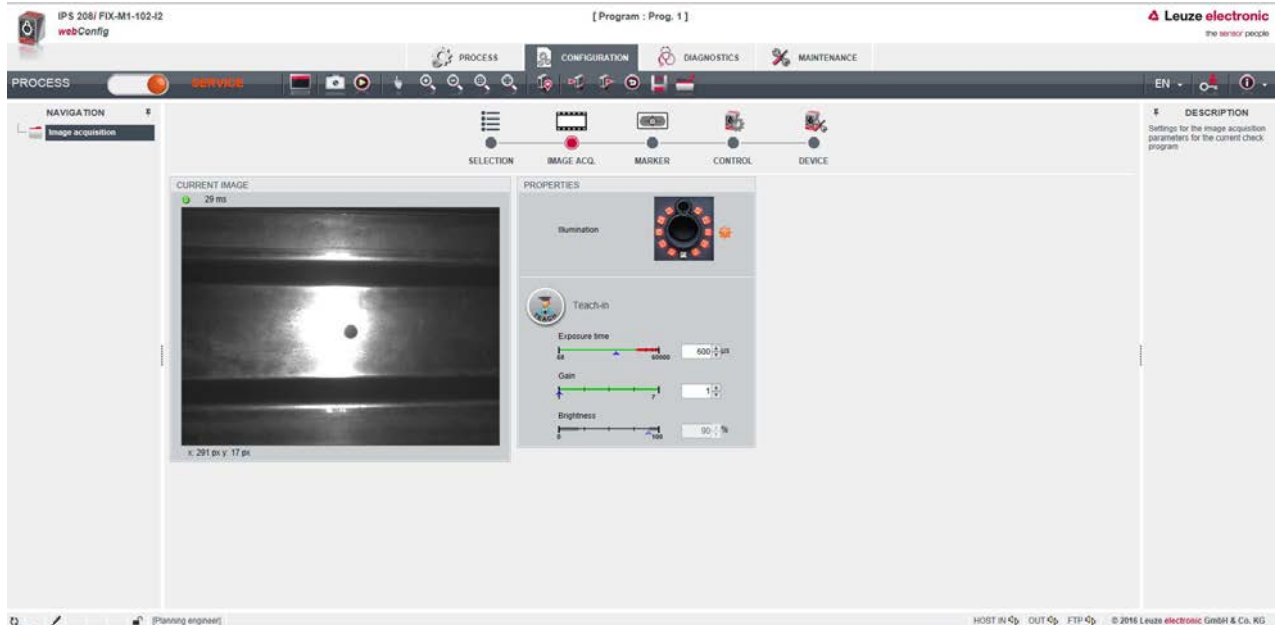 IPS 208i FIX-M1-102-I2
webConfig
[ Program : Prog. 1 ]
Leuze electronic
the sensor people
PROCESS
CONFIGURATION
DIAGNOSTICS
MAINTENANCE
PROCESS
SERVICE
EN
NAVIGATION
Image acquisition
SELECTION
IMAGE ACQ.
MARKER
CONTROL
DEVICE
DESCRIPTION
Settings for the image acquisition
parameters for the current check
program
CURRENT IMAGE
29 ms
x: 291 px y: 17 px
PROPERTIES
Illumination
TEACH
Teach-in
Exposure time
68 60000
600 µs
Gain
7
1
Brightness
0 100
90 %
[Planning engineer]
HOST IN OUT FTP
© 2016 Leuze electronic GmbH & Co. KG